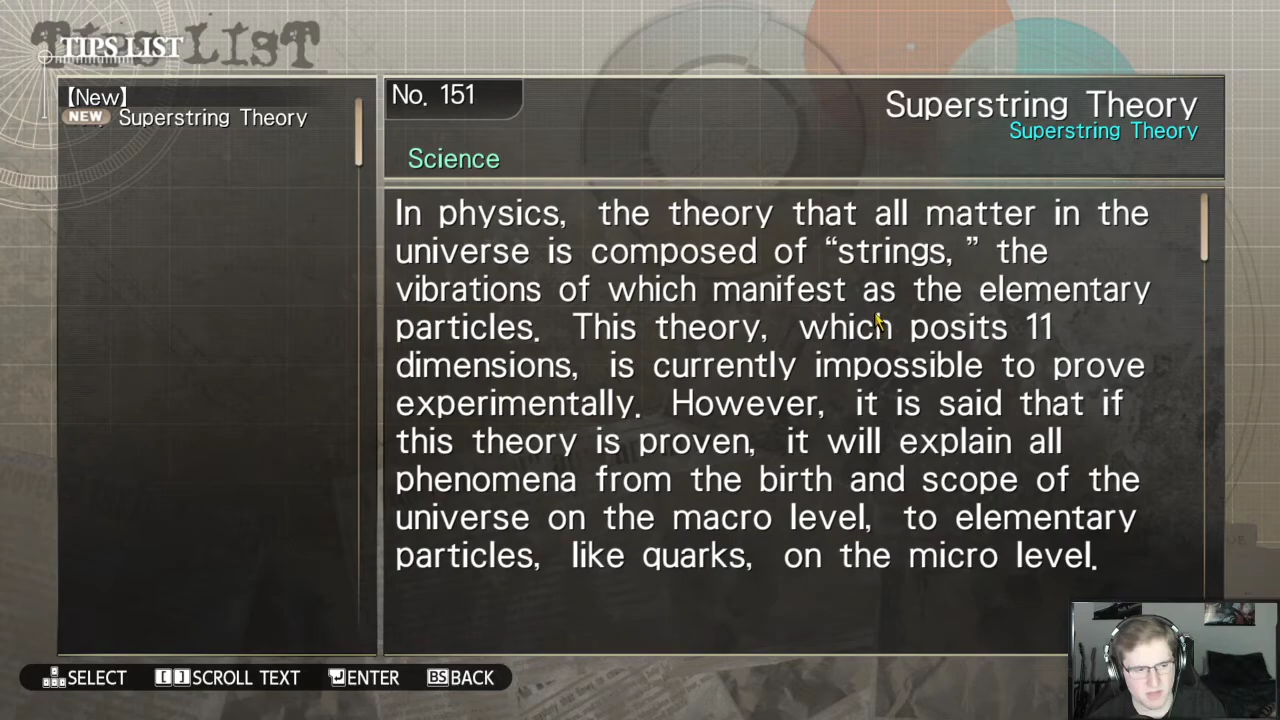 TIPS LIST
TIPS LIST
【New】
NEW Superstring Theory
No. 151
Superstring Theory
Superstring Theory
Science
In physics, the theory that all matter in the
universe is composed of “strings, ” the
vibrations of which manifest as the elementary
particles. This theory, which posits 11
dimensions, is currently impossible to prove
experimentally. However, it is said that if
this theory is proven, it will explain all
phenomena from the birth and scope of the
universe on the macro level, to elementary
particles, like quarks, on the micro level.
SELECT [ ] SCROLL TEXT ENTER BS BACK